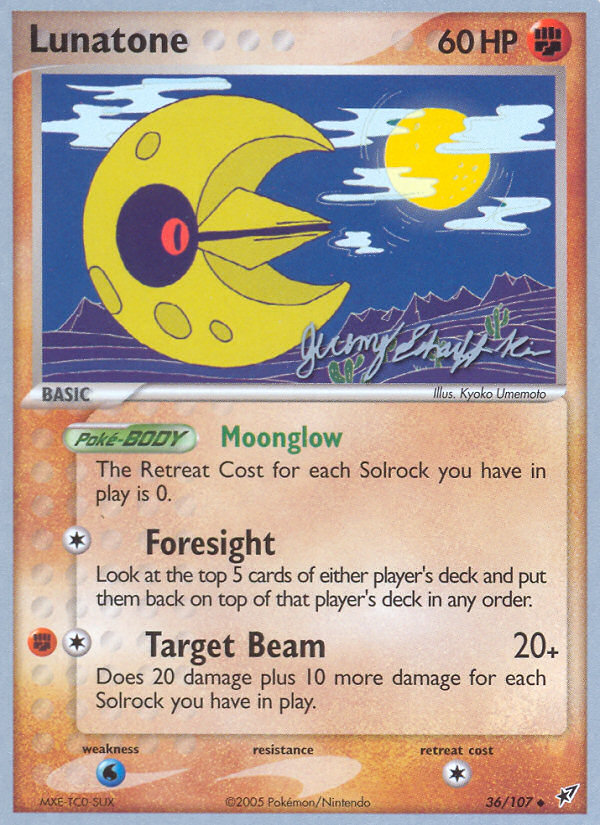 Lunatone 60 HP
Jeremy Scharff-Kim
BASIC Illus. Kyoko Umemoto
Poké-BODY Moonglow
The Retreat Cost for each Solrock you have in
play is 0.
Foresight
Look at the top 5 cards of either player's deck and put
them back on top of that player's deck in any order.
Target Beam 20+
Does 20 damage plus 10 more damage for each
Solrock you have in play.
weakness resistance retreat cost
MXE-TCD-SUX ©2005 Pokémon/Nintendo 36/107